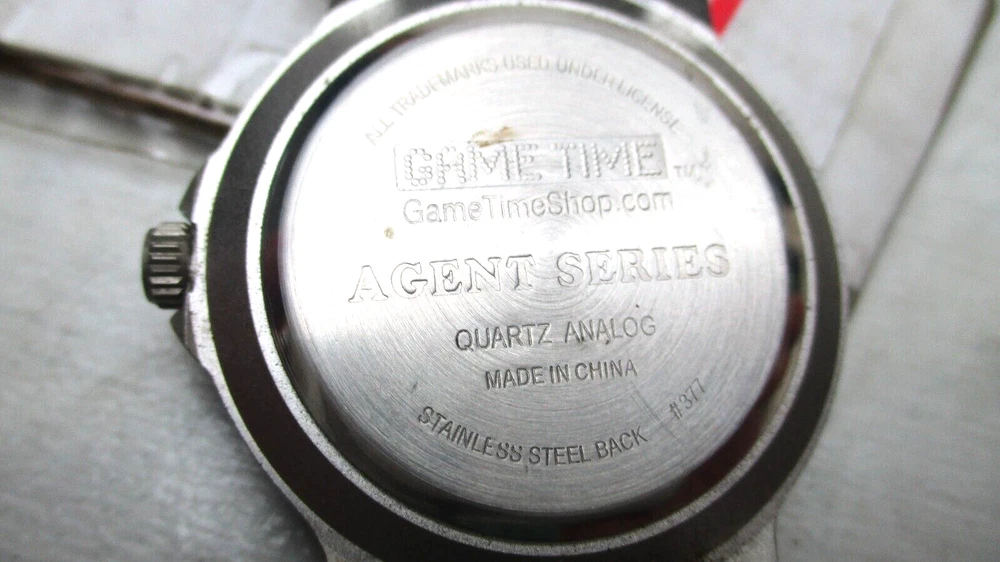 ALL TRADEMARKS USED UNDER LICENSE
GAME TIME TM
GameTimeShop.com
AGENT SERIES
QUARTZ ANALOG
MADE IN CHINA
#377
STAINLESS STEEL BACK